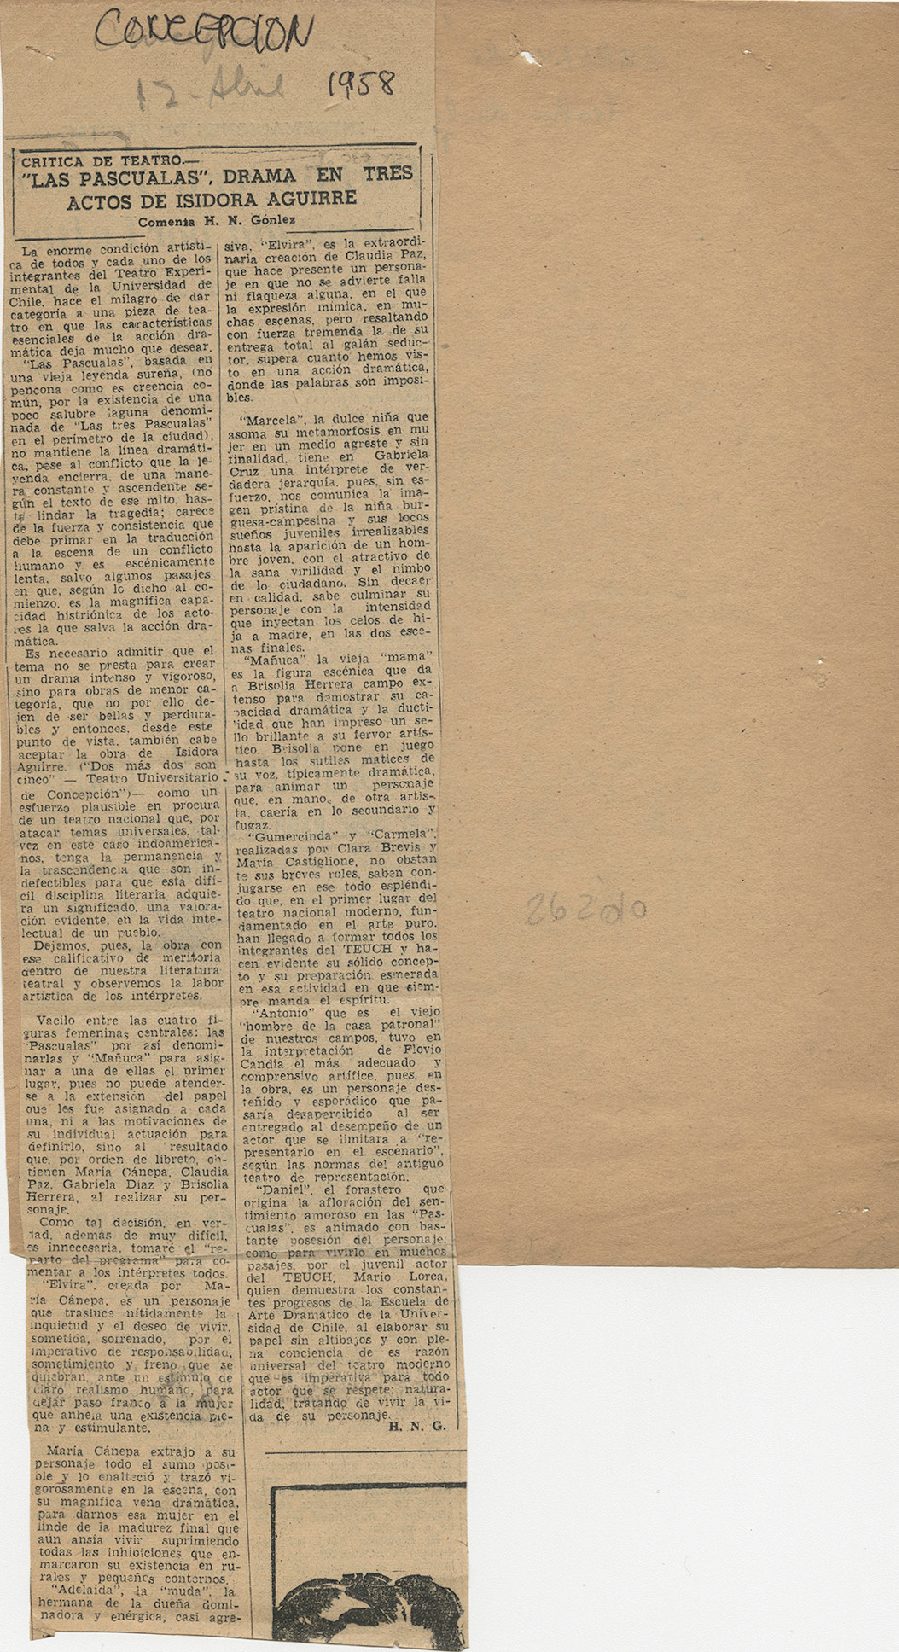 CONCEPCION
12-Abril 1958
CRITICA DE TEATRO.—
"LAS PASCUALAS", DRAMA EN TRES
ACTOS DE ISIDORA AGUIRRE
Comenta H. N. Gonlez
La enorme condición artísti-
ca de todos y cada uno de los
integrantes del Teatro Experi-
mental de la Universidad de
Chile, hace el milagro de dar
categoría a una pieza de tea-
tro en que las características
esenciales de la acción dra-
mática deja mucho que desear.
"Las Pascualas", basada en
una vieja leyenda sureña, (no
pencona como es creencia co-
mún, por la existencia de una
poco salubre laguna denomi-
nada de "Las tres Pascualas"
en el perímetro de la ciudad),
no mantiene la línea dramáti-
ca, pese al conflicto que la le-
yenda encierra, de una mane-
ra constante y ascendente se-
gún el texto de ese mito, has-
ta lindar la tragedia; carece
de la fuerza y consistencia que
debe primar en la traducción
a la escena de un conflicto
humano y es escénicamente
lenta, salvo algunos pasajes
en que, según lo dicho al co-
mienzo, es la magnífica capa-
cidad histriónica de los acto-
res la que salva la acción dra-
mática.
Es necesario admitir que el
tema no se presta para crear
un drama intenso y vigoroso,
sino para obras de menor ca-
tegoría, que no por ello de-
jen de ser bellas y perdura-
bles y entonces, desde este
punto de vista, también cabe
aceptar la obra de Isidora
Aguirre. ("Dos más dos son
cinco" — Teatro Universitario
de Concepción")— como un
esfuerzo plausible en procura
de un teatro nacional que, por
atacar temas universales, tal-
vez en este caso indoamerica-
nos, tenga la permanencia y
la trascendencia que son in-
defectibles para que esta difí-
cil disciplina literaria adquie-
ra un significado, una valora-
ción evidente, en la vida inte-
lectual de un pueblo.
Dejemos, pues, la obra con
ese calificativo de meritoria
dentro de nuestra literatura
teatral y observemos la labor
artística de los intérpretes.
Vacilo entre las cuatro fi-
guras femeninas centrales: las
"Pascualas" por así denomi-
narlas y "Mañuca" para asig-
nar a una de ellas el primer
lugar, pues no puede atender-
se a la extensión del papel
que les fue asignado a cada
una, ni a las motivaciones de
su individual actuación para
definirlo, sino al resultado
que, por orden de libreto, ob-
tienen María Cánepa, Claudia
Paz, Gabriela Diaz y Brisolia
Herrera, al realizar su per-
sonaje.
Como tal decisión, en ver-
dad, además de muy difícil,
es innecesaria, tomaré el "re-
parto del programa" para co-
mentar a los intérpretes todos.
"Elvira", creada por Ma-
ría Cánepa, es un personaje
que trasluce nítidamente la
inquietud y el deseo de vivir,
sometida, sofrenado, por el
imperativo de responsabilidad,
sometimiento y freno que se
quiebran ante un estímulo de
claro realismo humano, para
dejar paso franco a la mujer
que anhela una existencia ple-
na y estimulante.
María Cánepa extrajo a su
personaje todo el sumo posi-
ble y lo enalteció y trazó vi-
gorosamente en la escena, con
su magnífica vena dramática,
para darnos esa mujer en el
linde de la madurez final que
aun ansía vivir suprimiendo
todas las inhibiciones que en-
marcaron su existencia en ru-
rales y pequeños contornos.
"Adelaida", la "muda", la
hermana de la dueña domi-
nadora y enérgica, casi agre-
siva, "Elvira", es la extraordi-
naria creación de Claudia Paz,
que hace presente un persona-
je en que no se advierte falla
ni flaqueza alguna, en el que
la expresión mímica, en mu-
chas escenas, pero resaltando
con fuerza tremenda la de su
entrega total al galán seduc-
tor, supera cuanto hemos vis-
to en una acción dramática,
donde las palabras son imposi-
bles.
"Marcela", la dulce niña que
asoma su metamorfosis en mu
jer en un medio agreste y sin
finalidad, tiene en Gabriela
Cruz una intérprete de ver-
dadera jerarquía, pues, sin es-
fuerzo, nos comunica la ima-
gen prístina de la niña bur-
guesa-campesina y sus locos
sueños juveniles irrealizables
hasta la aparición de un hom-
bre joven, con el atractivo de
la sana virilidad y el nimbo
de lo ciudadano. Sin decaer
en calidad, sabe culminar su
personaje con la intensidad
que inyectan los celos de hi-
ja a madre, en las dos esce-
nas finales.
"Mañuca" la vieja "mama"
es la figura escénica que da
a Brisolia Herrera campo ex-
tenso para demostrar su ca-
pacidad dramática y la ducti-
lidad que han impreso un se-
llo brillante a su fervor artís-
tico. Brisolia pone en juego
hasta los sutiles matices de
su voz, típicamente dramática,
para animar un personaje
que, en mano, de otra artis-
ta, caería en lo secundario y
fugaz.
"Gumercinda" y "Carmela",
realizadas por Clara Brevis y
María Castiglione, no obstan
te sus breves roles, saben con-
jugarse en ese todo espléndi-
do que, en el primer lugar del
teatro nacional moderno, fun-
damentado en el arte puro,
han llegado a formar todos los
integrantes del TEUCH y ha-
cen evidente su sólido concep-
to y su preparación esmerada
en esa actividad en que siem-
pre manda el espíritu.
"Antonio" que es el viejo
"hombre de la casa patronal"
de nuestros campos, tuvo en
la interpretación de Flovio
Candia el más adecuado y
comprensivo artífice, pues, en
la obra, es un personaje des-
teñido y esporádico que pa-
saría desapercibido al ser
entregado al desempeño de un
actor que se limitara a "re-
presentarlo en el escenario",
según las normas del antiguo
teatro de representación.
"Daniel", el forastero que
origina la afloración del sen-
timiento amoroso en las "Pas-
cualas", es animado con bas-
tante posesión del personaje
como para vivirlo en muchos
pasajes, por el juvenil actor
del TEUCH, Mario Lorca,
quien demuestra los constan-
tes progresos de la Escuela de
Arte Dramático de la Univer-
sidad de Chile, al elaborar su
papel sin altibajos y con ple-
na conciencia de es razón
universal del teatro moderno
que es imperativa para todo
actor que se respete: natura-
lidad, tratando de vivir la vi-
da de su personaje.
H. N. G.